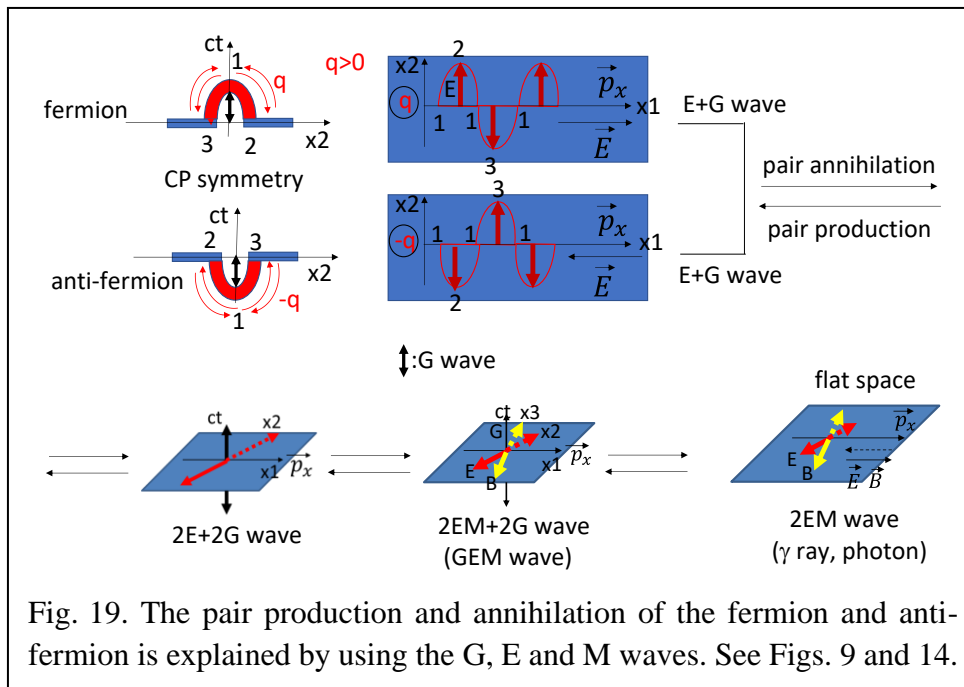 ct
1
q
q>0
fermion
3
2
x2
CP symmetry
ct
2
3
x2
anti-fermion
-q
1
x2
2
q
E
p_x
x1
1
1
1
E
3
x2
3
-q
1
1
1
p_x
x1
E
2
E+G wave
E+G wave
pair annihilation
pair production
:G wave
ct
x2
x1
p_x
2E+2G wave
ct
x3
G
x2
x1
E
B
p_x
2EM+2G wave
(GEM wave)
flat space
p_x
E
B
E
B
2EM wave
(γ ray, photon)
Fig. 19. The pair production and annihilation of the fermion and anti-
fermion is explained by using the G, E and M waves. See Figs. 9 and 14.